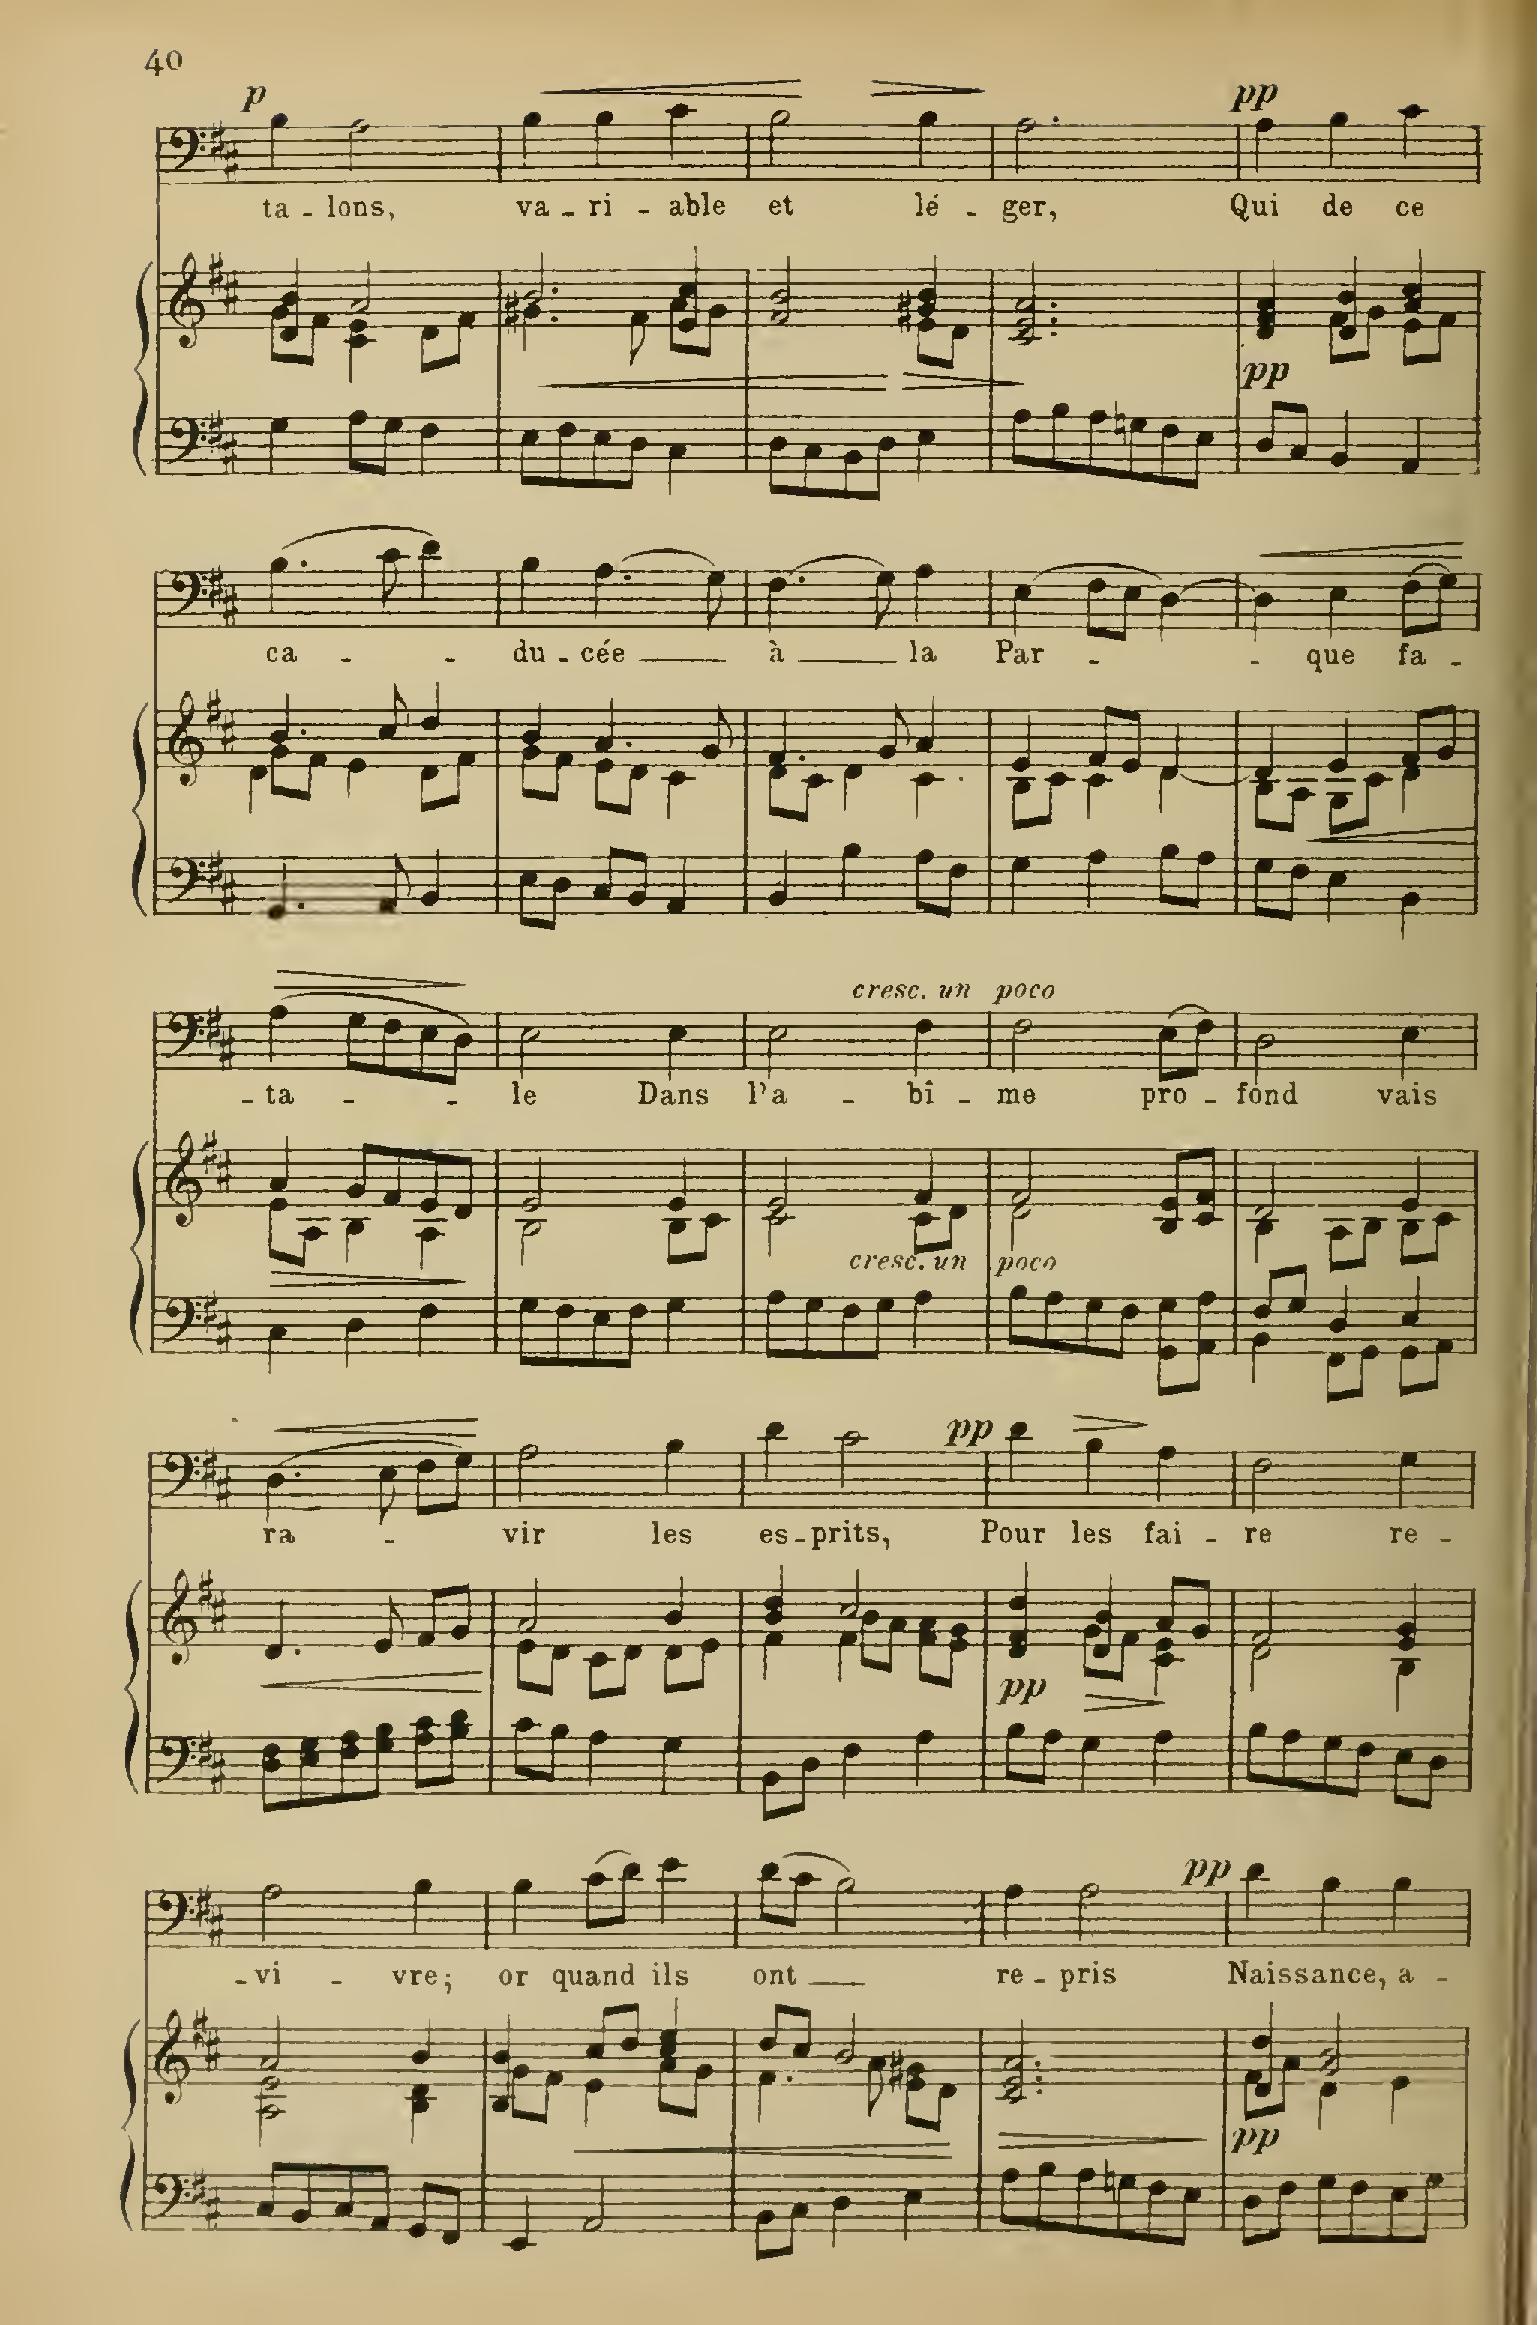 40
p
pp
ta - lons, va - ri - able et lé - ger, Qui de ce
pp
ca - - du - cée à la Par - - que fa -
cresc. un poco
- ta - - le Dans l'a - bî - me pro - fond vais
cresc. un poco
pp
ra - vir les es - prits, Pour les fai - re re -
pp
pp
- vi - vre; or quand ils ont re - pris Naissance, a -
pp